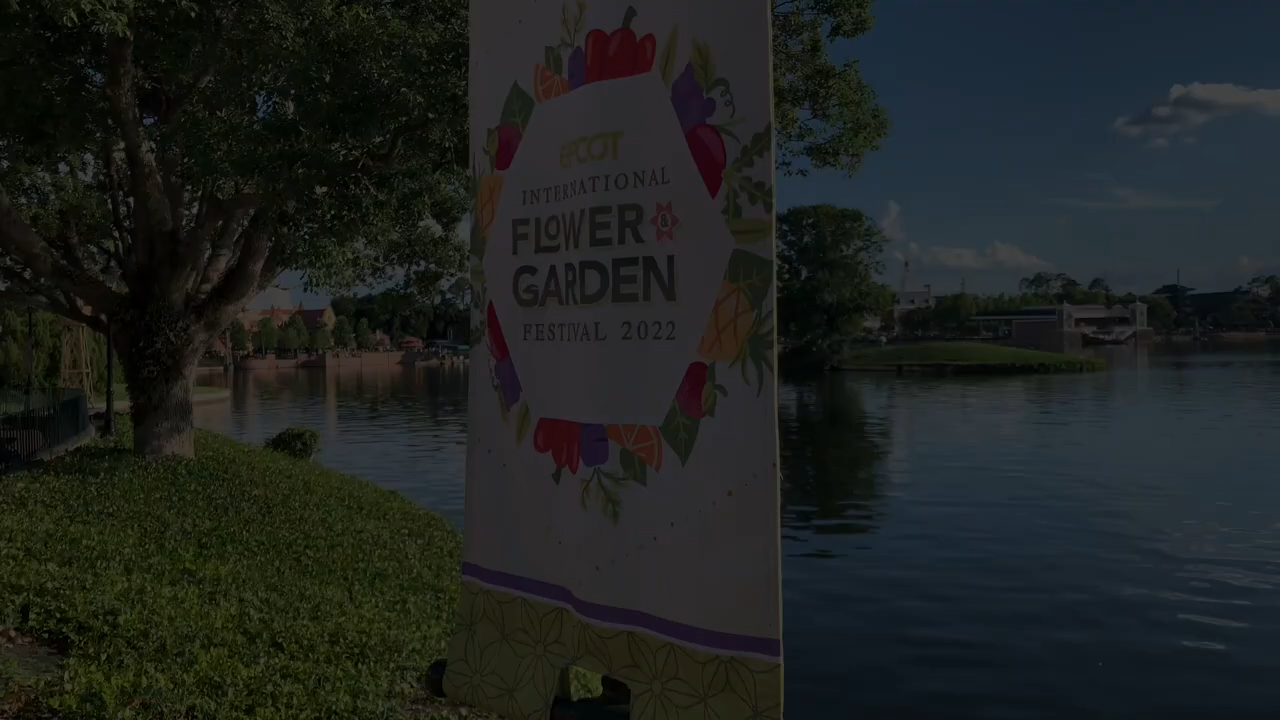 EPCOT
INTERNATIONAL
FLOWER &
GARDEN
FESTIVAL 2022